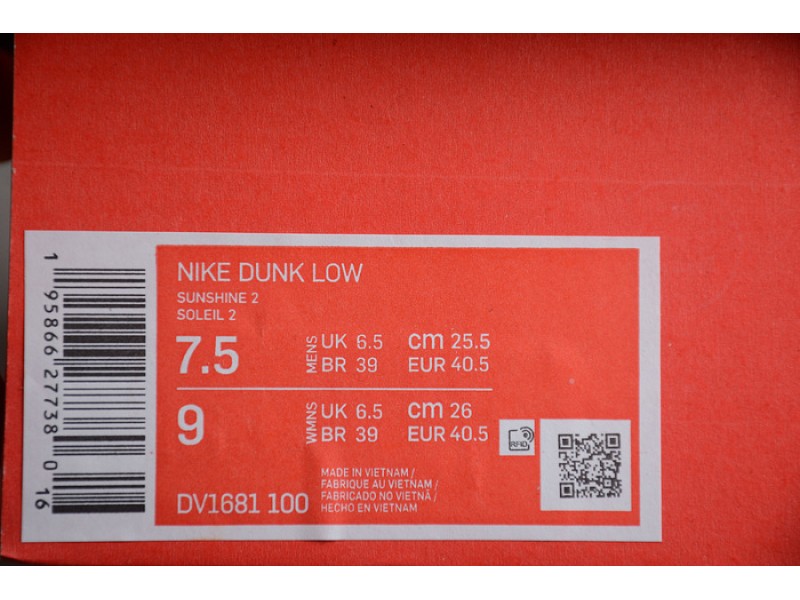 NIKE DUNK LOW
SUNSHINE 2
SOLEIL 2
7.5 MENS UK 6.5 cm 25.5
BR 39 EUR 40.5
9 WMNS UK 6.5 cm 26
BR 39 EUR 40.5
RFID
DV1681 100
MADE IN VIETNAM /
FABRIQUE AU VIETNAM /
FABRICADO NO VIETNÃ /
HECHO EN VIETNAM
1 95866 27738 0 16